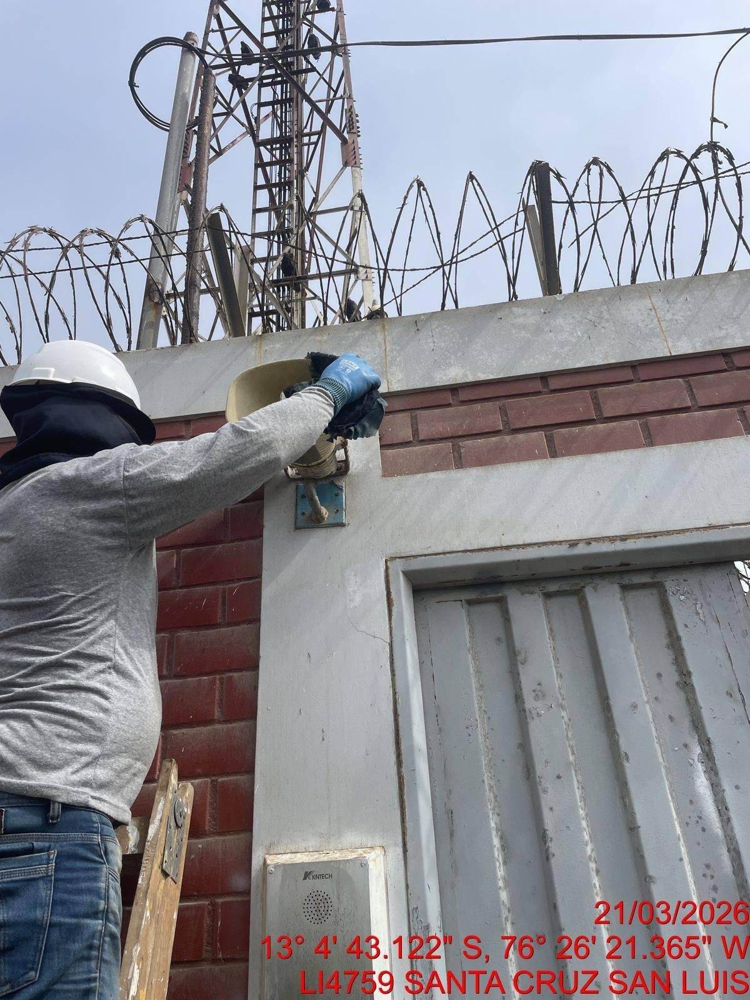 KNTECH
21/03/2026
13° 4' 43.122" S, 76° 26' 21.365" W
LI4759 SANTA CRUZ SAN LUIS